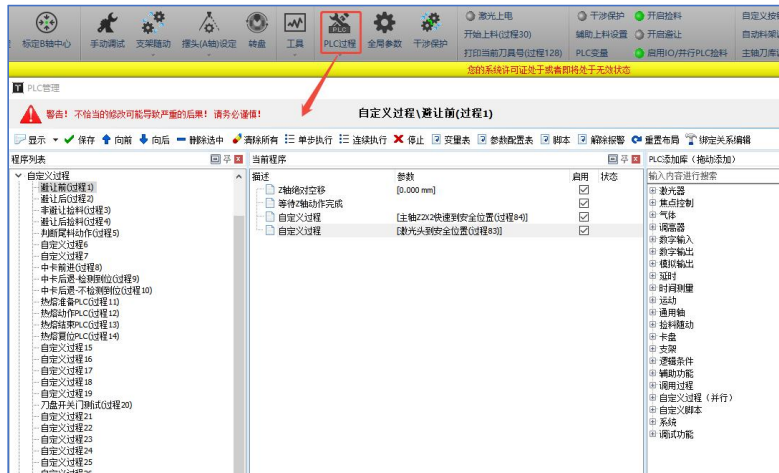 标定B轴中心
手动调试
支架随动
摆头(A轴)设定
转盘
工具
PLC
PLC过程
全局参数
干涉保护
激光上电
开始上料(过程30)
打印当前刀具号(过程128)
干涉保护
辅助上料设置
PLC变量
开启捡料
开启避让
启用IO/并行PLC捡料
自定义按
自动料架
主轴刀库
您的系统许可证处于或者即将处于无效状态
PLC管理
警告! 不恰当的修改可能导致严重的后果! 请务必谨慎!
自定义过程\避让前(过程1)
显示 保存 向前 向后 删除选中 清除所有 单步执行 连续执行 停止 变量表 参数配置表 脚本 解除报警 重置布局 绑定关系编辑
程序列表
自定义过程
避让前(过程1)
避让后(过程2)
非避让捡料(过程3)
避让后捡料(过程4)
判断尾料动作(过程5)
自定义过程6
自定义过程7
中卡前进(过程8)
中卡后退-检测到位(过程9)
中卡后退-不检测到位(过程10)
热熔准备PLC(过程11)
热熔动作PLC(过程12)
热熔结束PLC(过程13)
热熔复位PLC(过程14)
自定义过程15
自定义过程16
自定义过程17
自定义过程18
自定义过程19
刀盘开关门测试(过程20)
自定义过程21
自定义过程22
自定义过程23
自定义过程24
自定义过程25
当前程序
描述 参数 启用 状态
Z轴绝对空移 [0.000 mm]
等待Z轴动作完成
自定义过程 [主轴Z2X2快速到安全位置(过程84)]
自定义过程 [激光头到安全位置(过程83)]
PLC添加库（拖动添加）
输入内容进行搜索
激光器
焦点控制
气体
调高器
数字输入
数字输出
模拟输出
延时
时间测量
运动
通用轴
捡料随动
卡盘
支架
逻辑条件
辅助功能
调用过程
自定义过程（并行）
自定义脚本
系统
调试功能